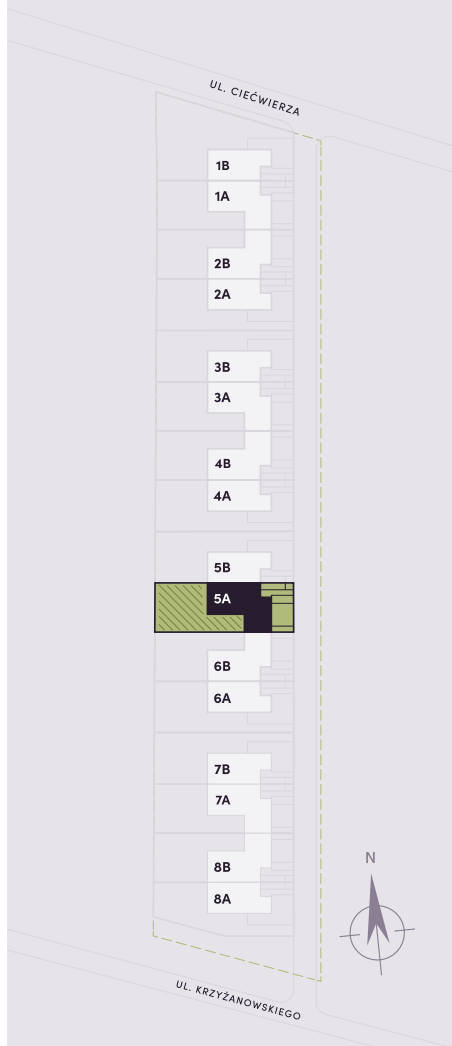 UL. CIEĆWIERZA
1B
1A
2B
2A
3B
3A
4B
4A
5B
5A
6B
6A
7B
7A
8B
8A
N
UL. KRZYŻANOWSKIEGO